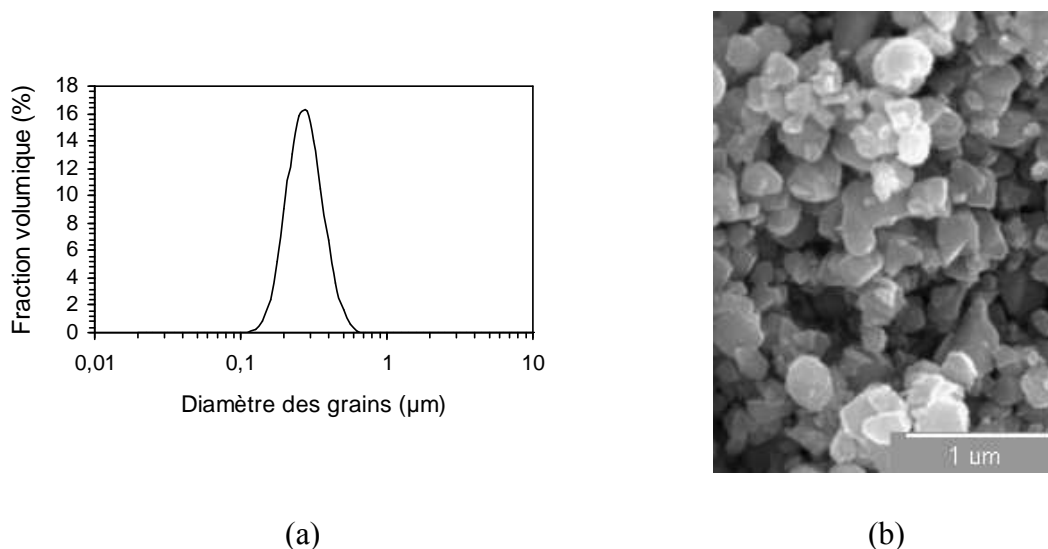 Fraction volumique (%)
18
16
14
12
10
8
6
4
2
0
0,01
0,1
1
10
Diamètre des grains (µm)
1 um
(a)
(b)